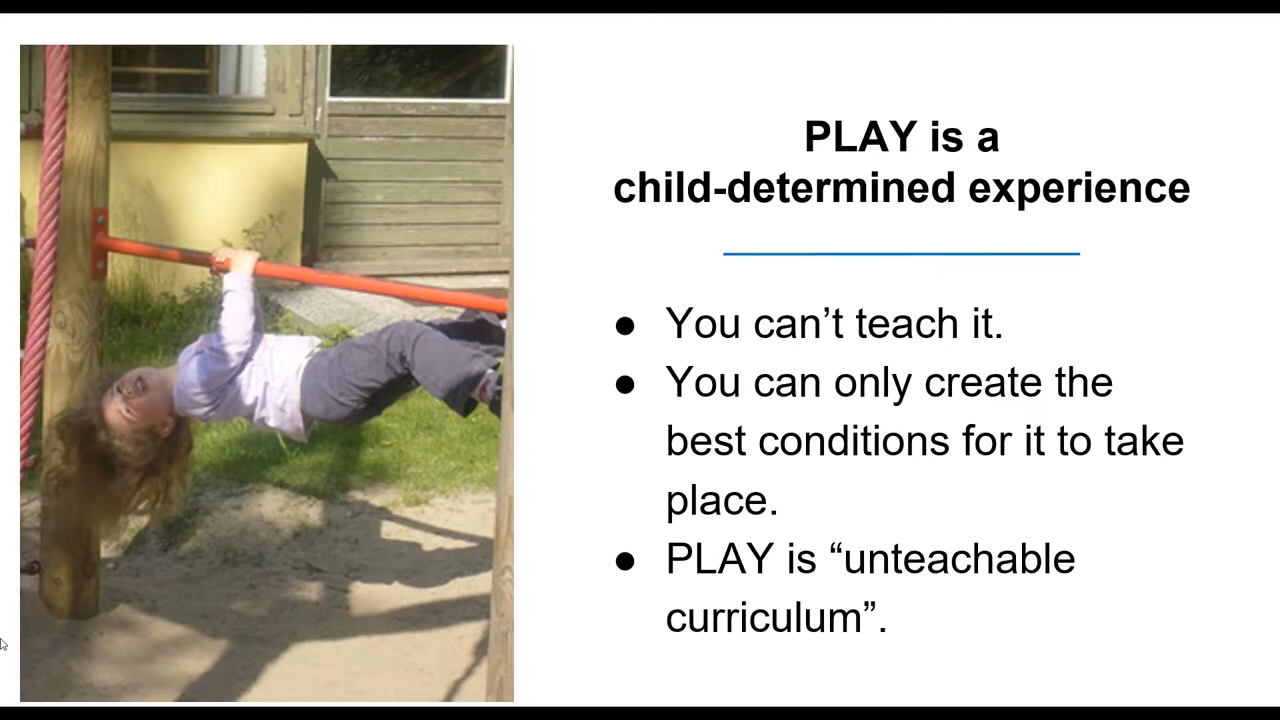 PLAY is a
child-determined experience
● You can’t teach it.
● You can only create the
best conditions for it to take
place.
● PLAY is “unteachable
curriculum”.